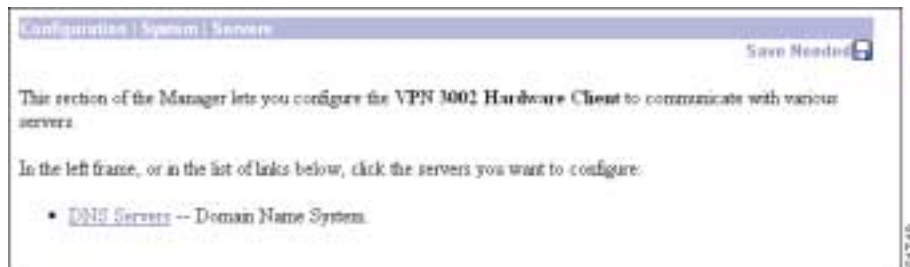 Configuration | System | Servers
Save Needed
This section of the Manager lets you configure the VPN 3002 Hardware Client to communicate with various
servers.
In the left frame, or in the list of links below, click the servers you want to configure:
• DNS Servers -- Domain Name System.